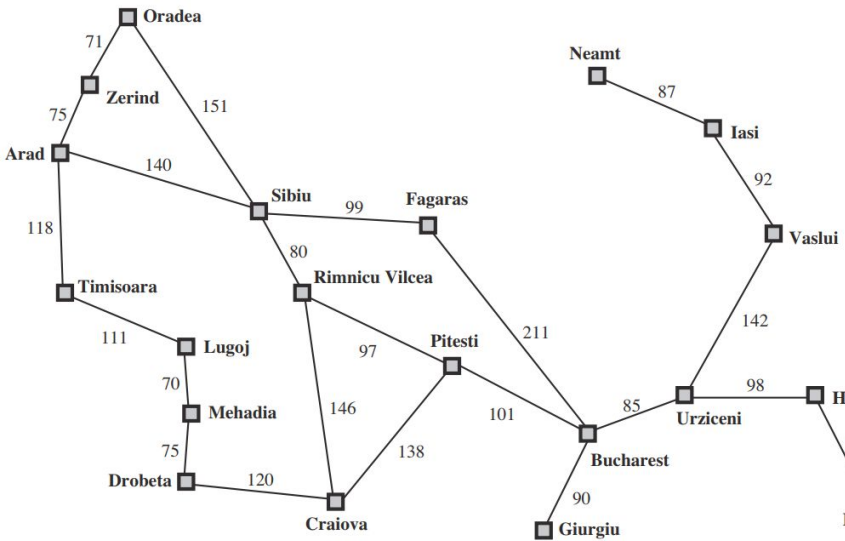 Oradea
71
Neamt
Zerind
87
151
75
Iasi
Arad
140
92
Sibiu
Fagaras
99
118
Vaslui
80
Timisoara
Rimnicu Vilcea
142
111
211
Lugoj
97
Pitesti
70
98
146
101
85
H
Mehadia
Urziceni
75
138
Bucharest
Drobeta
120
90
Craiova
Giurgiu